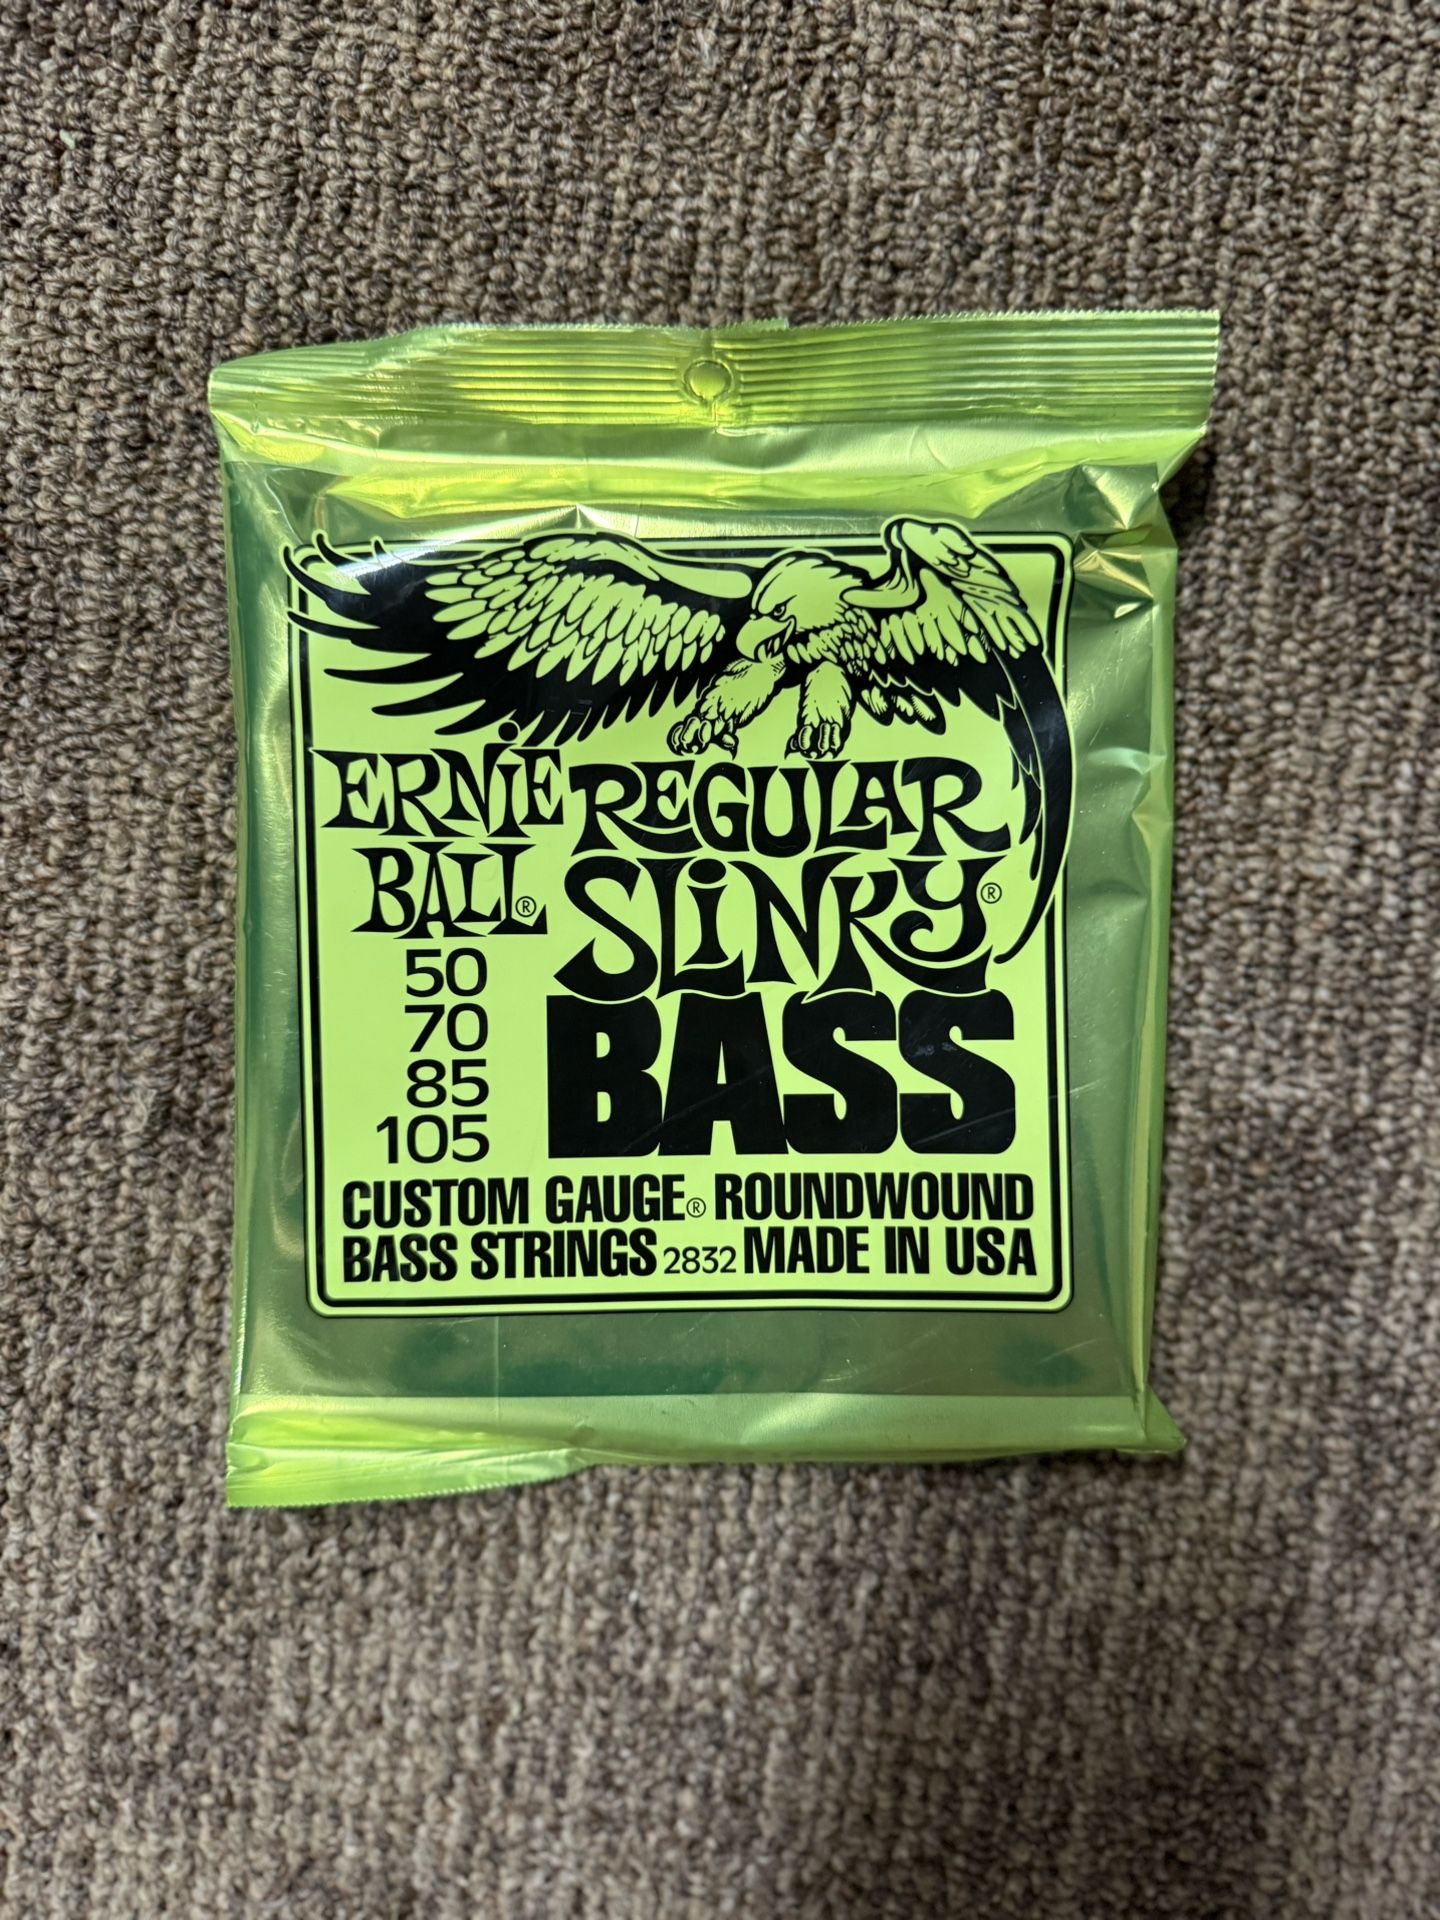 ERNiE BALL®
REGULAR
SLiNKY®
BASS
50
70
85
105
CUSTOM GAUGE® ROUNDWOUND
BASS STRINGS 2832 MADE IN USA